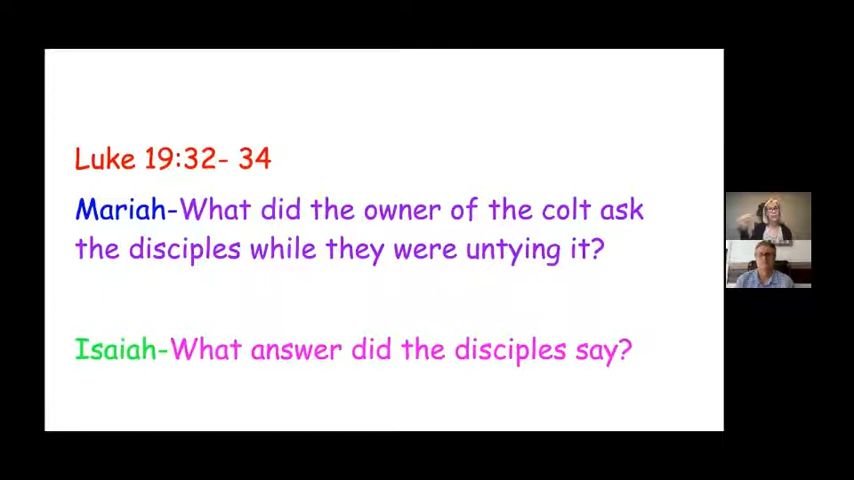 Luke 19:32- 34
Mariah-What did the owner of the colt ask
the disciples while they were untying it?
Isaiah-What answer did the disciples say?